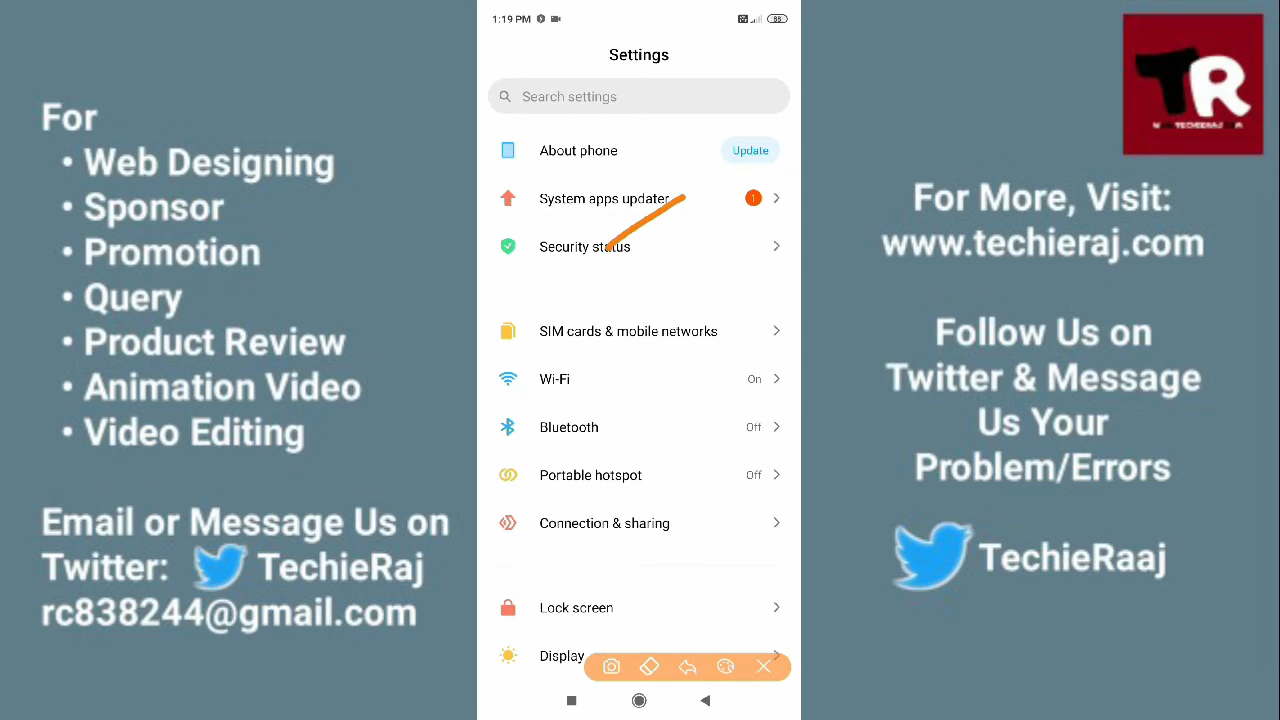 For
• Web Designing
• Sponsor
• Promotion
• Query
• Product Review
• Animation Video
• Video Editing
Email or Message Us on
Twitter: TechieRaj
rc838244@gmail.com
1:19 PM
88
Settings
Search settings
About phone Update
System apps updater 1
Security status
SIM cards & mobile networks
Wi-Fi On
Bluetooth Off
Portable hotspot Off
Connection & sharing
Lock screen
Display
TR
For More, Visit:
www.techieraj.com
Follow Us on
Twitter & Message
Us Your
Problem/Errors
TechieRaaj